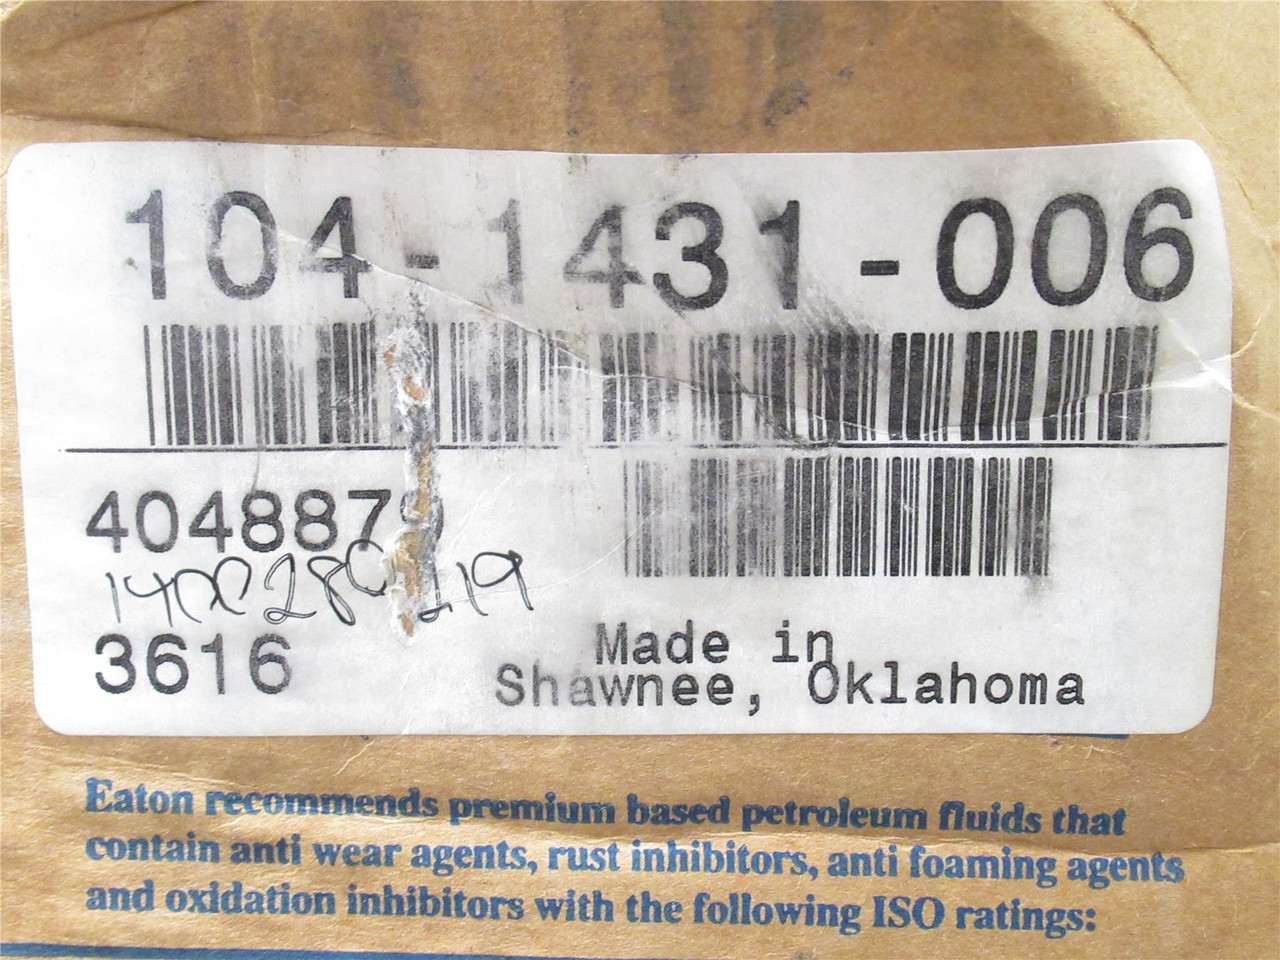 104-1431-006
404887
3616
Made in
Shawnee, Oklahoma
Eaton recommends premium based petroleum fluids that
contain anti wear agents, rust inhibitors, anti foaming agents
and oxidation inhibitors with the following ISO ratings: